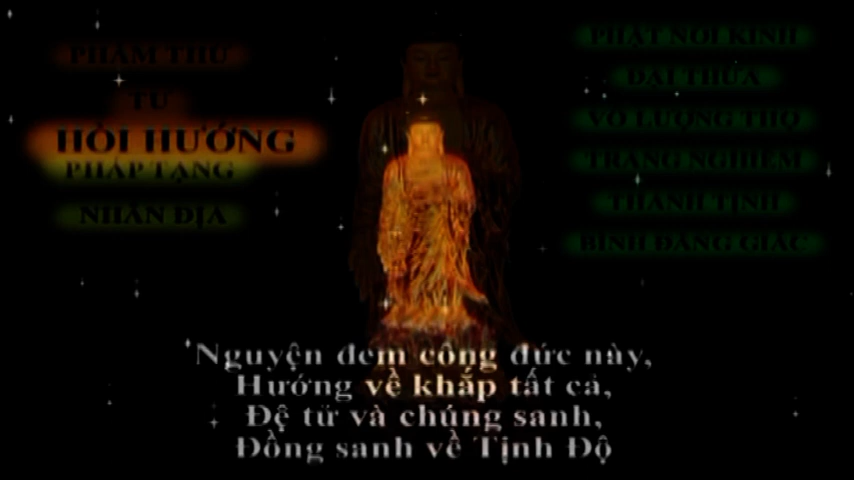 PHẨM THỨ
TƯ
HỒI HƯỚNG
PHÁP TẠNG
NHÂN ĐỊA
PHẬT NÓI KINH
ĐẠI THỪA
VÔ LƯỢNG THỌ
TRANG NGHIÊM
THANH TỊNH
BÌNH ĐẲNG GIÁC
Nguyện đem công đức này,
Hướng về khắp tất cả,
Đệ tử và chúng sanh,
Đồng sanh về Tịnh Độ